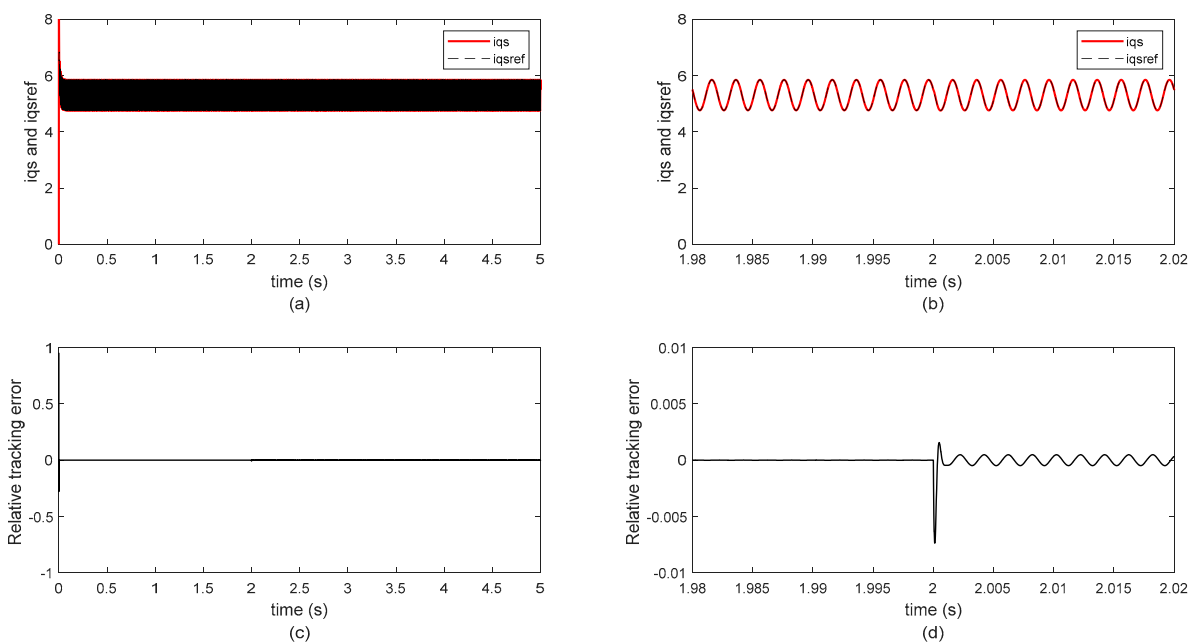 8
6
4
2
0
iqs and iqsref
iqs
iqsref
0 0.5 1 1.5 2 2.5 3 3.5 4 4.5 5
time (s)
(a)
8
6
4
2
0
iqs and iqsref
iqs
iqsref
1.98 1.985 1.99 1.995 2 2.005 2.01 2.015 2.02
time (s)
(b)
1
0.5
0
-0.5
-1
Relative tracking error
0 0.5 1 1.5 2 2.5 3 3.5 4 4.5 5
time (s)
(c)
0.01
0.005
0
-0.005
-0.01
Relative tracking error
1.98 1.985 1.99 1.995 2 2.005 2.01 2.015 2.02
time (s)
(d)